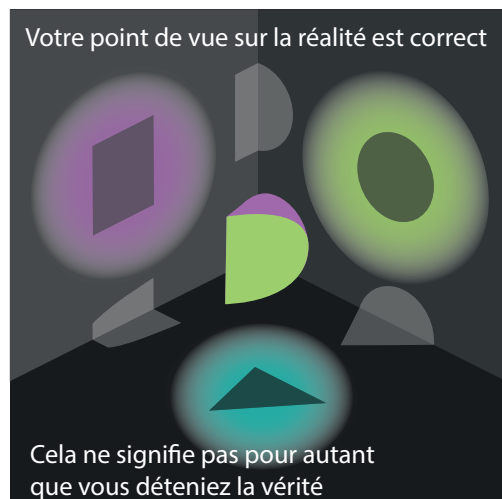 Votre point de vue sur la réalité est correct
Cela ne signifie pas pour autant
que vous déteniez la vérité